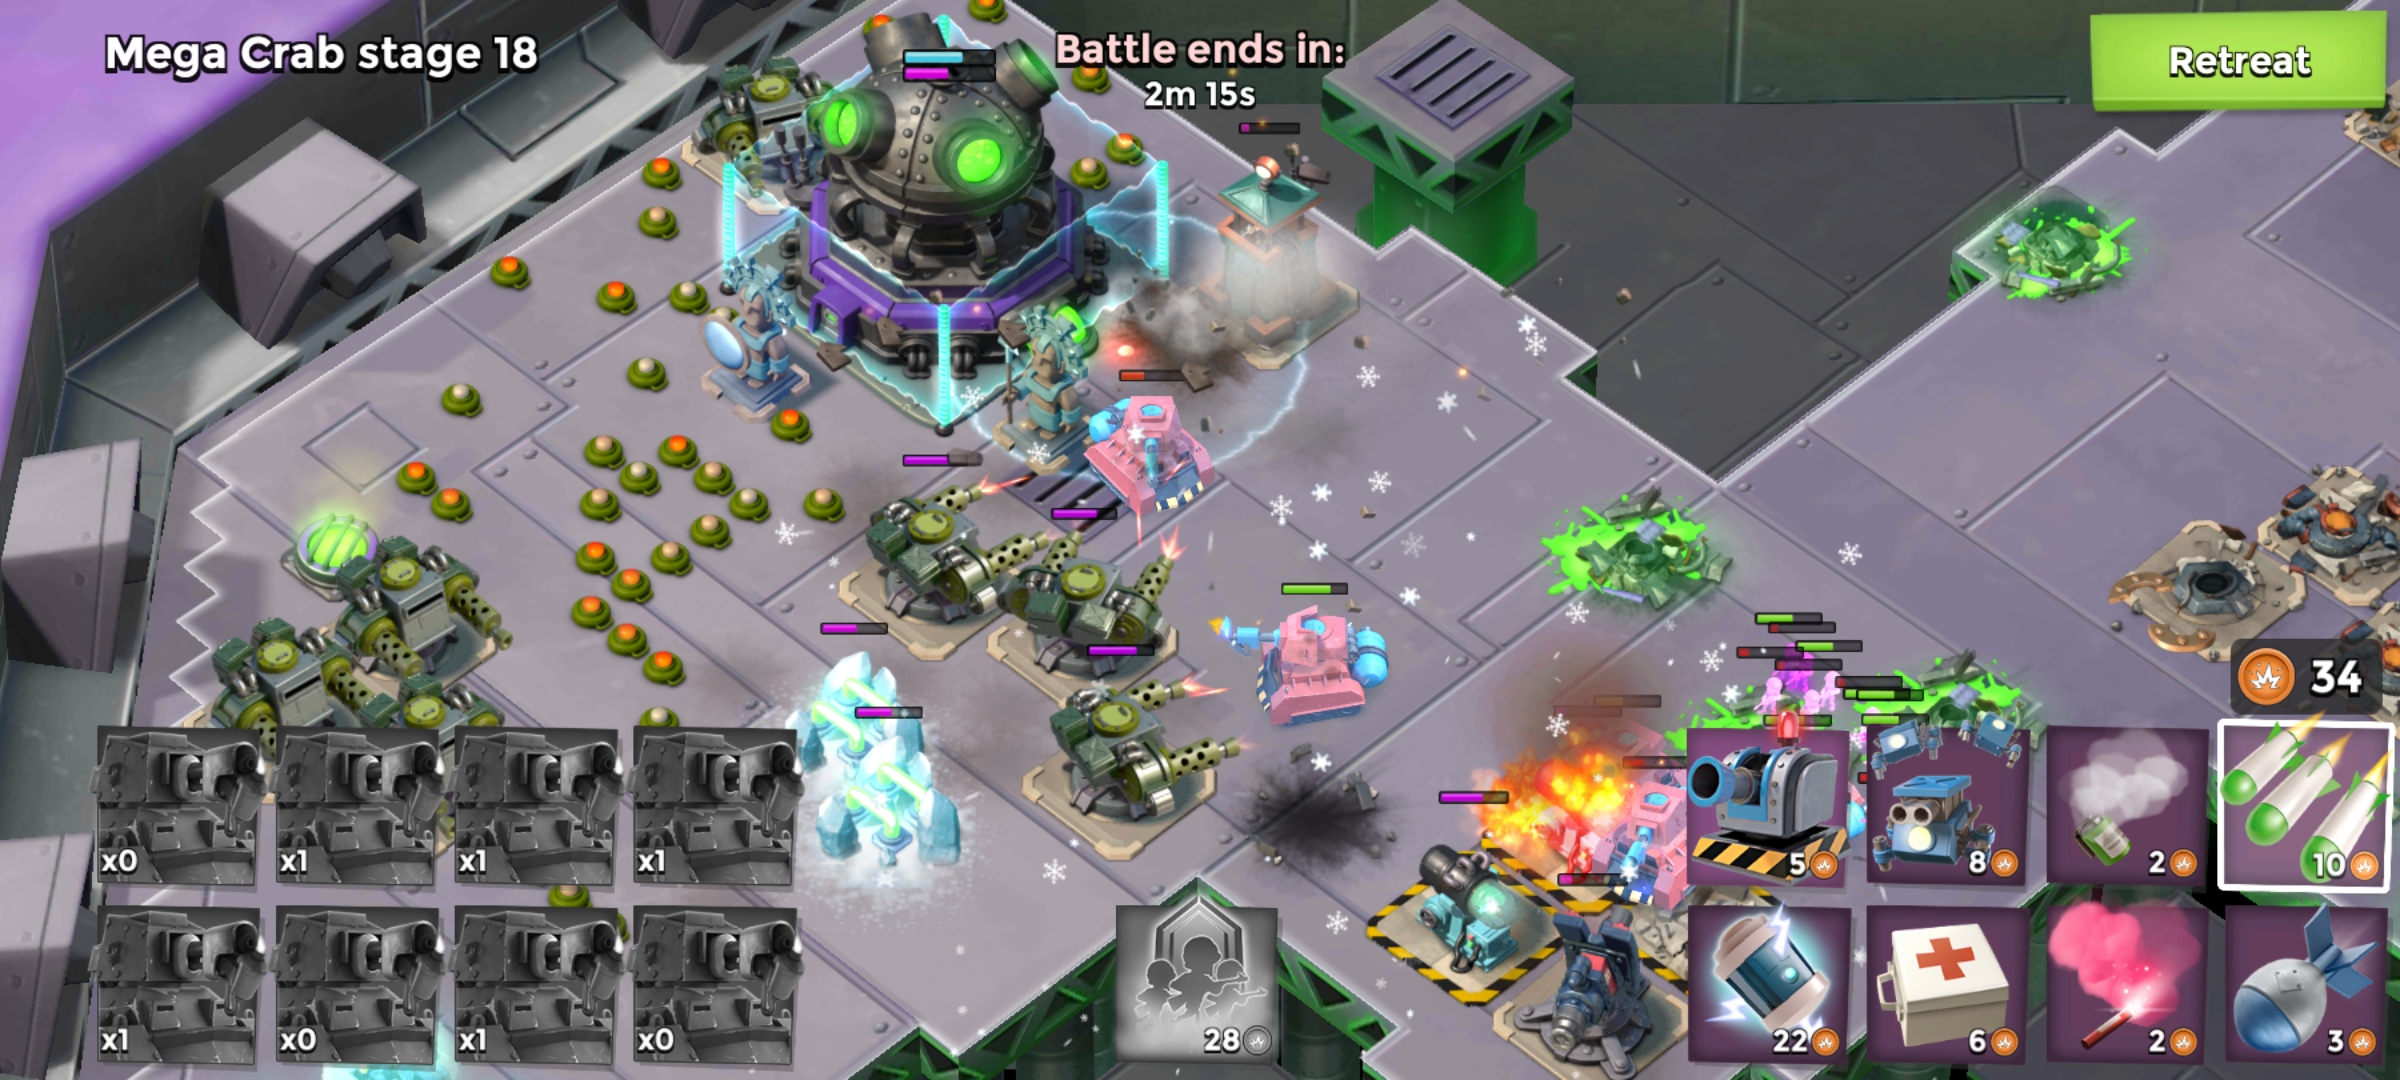 Mega Crab stage 18
Battle ends in:
2m 15s
Retreat
34
x0
x1
x1
x1
5
8
2
10
x1
x0
x1
x0
28
22
6
2
3